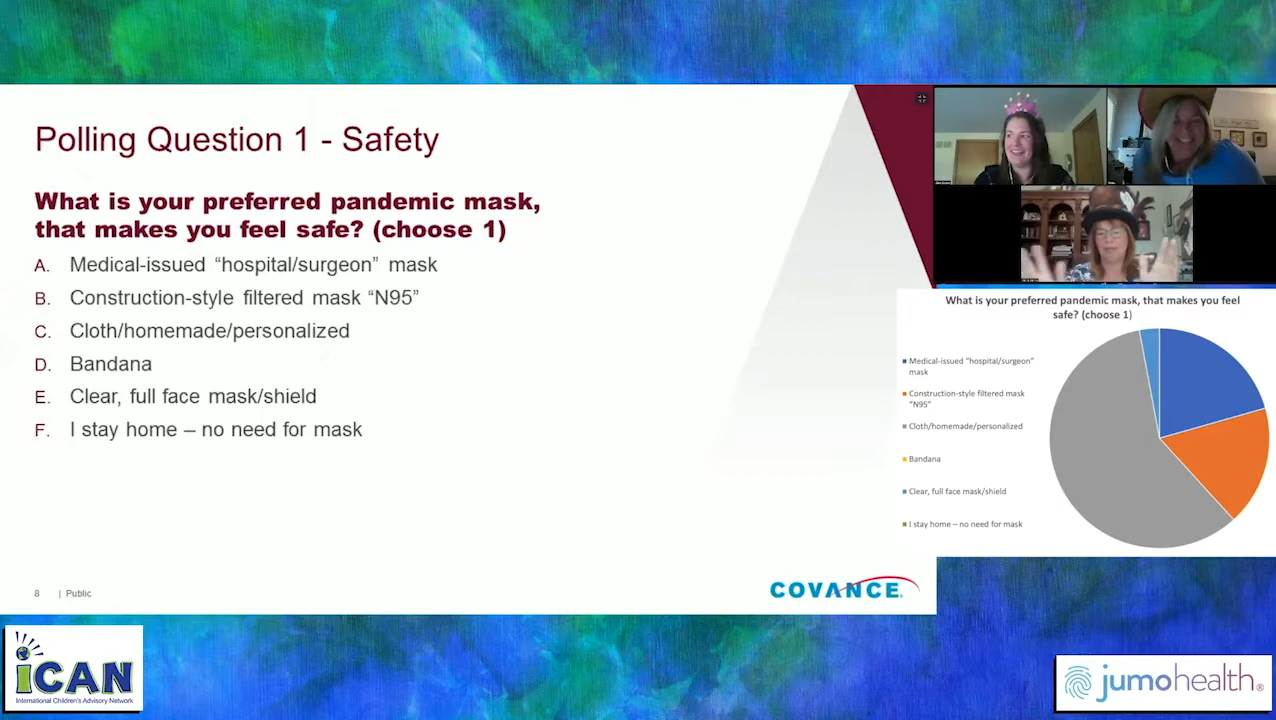 Polling Question 1 - Safety
What is your preferred pandemic mask,
that makes you feel safe? (choose 1)
A. Medical-issued “hospital/surgeon” mask
B. Construction-style filtered mask “N95”
C. Cloth/homemade/personalized
D. Bandana
E. Clear, full face mask/shield
F. I stay home – no need for mask
8 | Public
COVANCE.
What is your preferred pandemic mask, that makes you feel
safe? (choose 1)
Medical-issued “hospital/surgeon”
mask
Construction-style filtered mask
“N95”
Cloth/homemade/personalized
Bandana
Clear, full face mask/shield
I stay home – no need for mask
iCAN
International Children's Advisory Network
jumohealth®